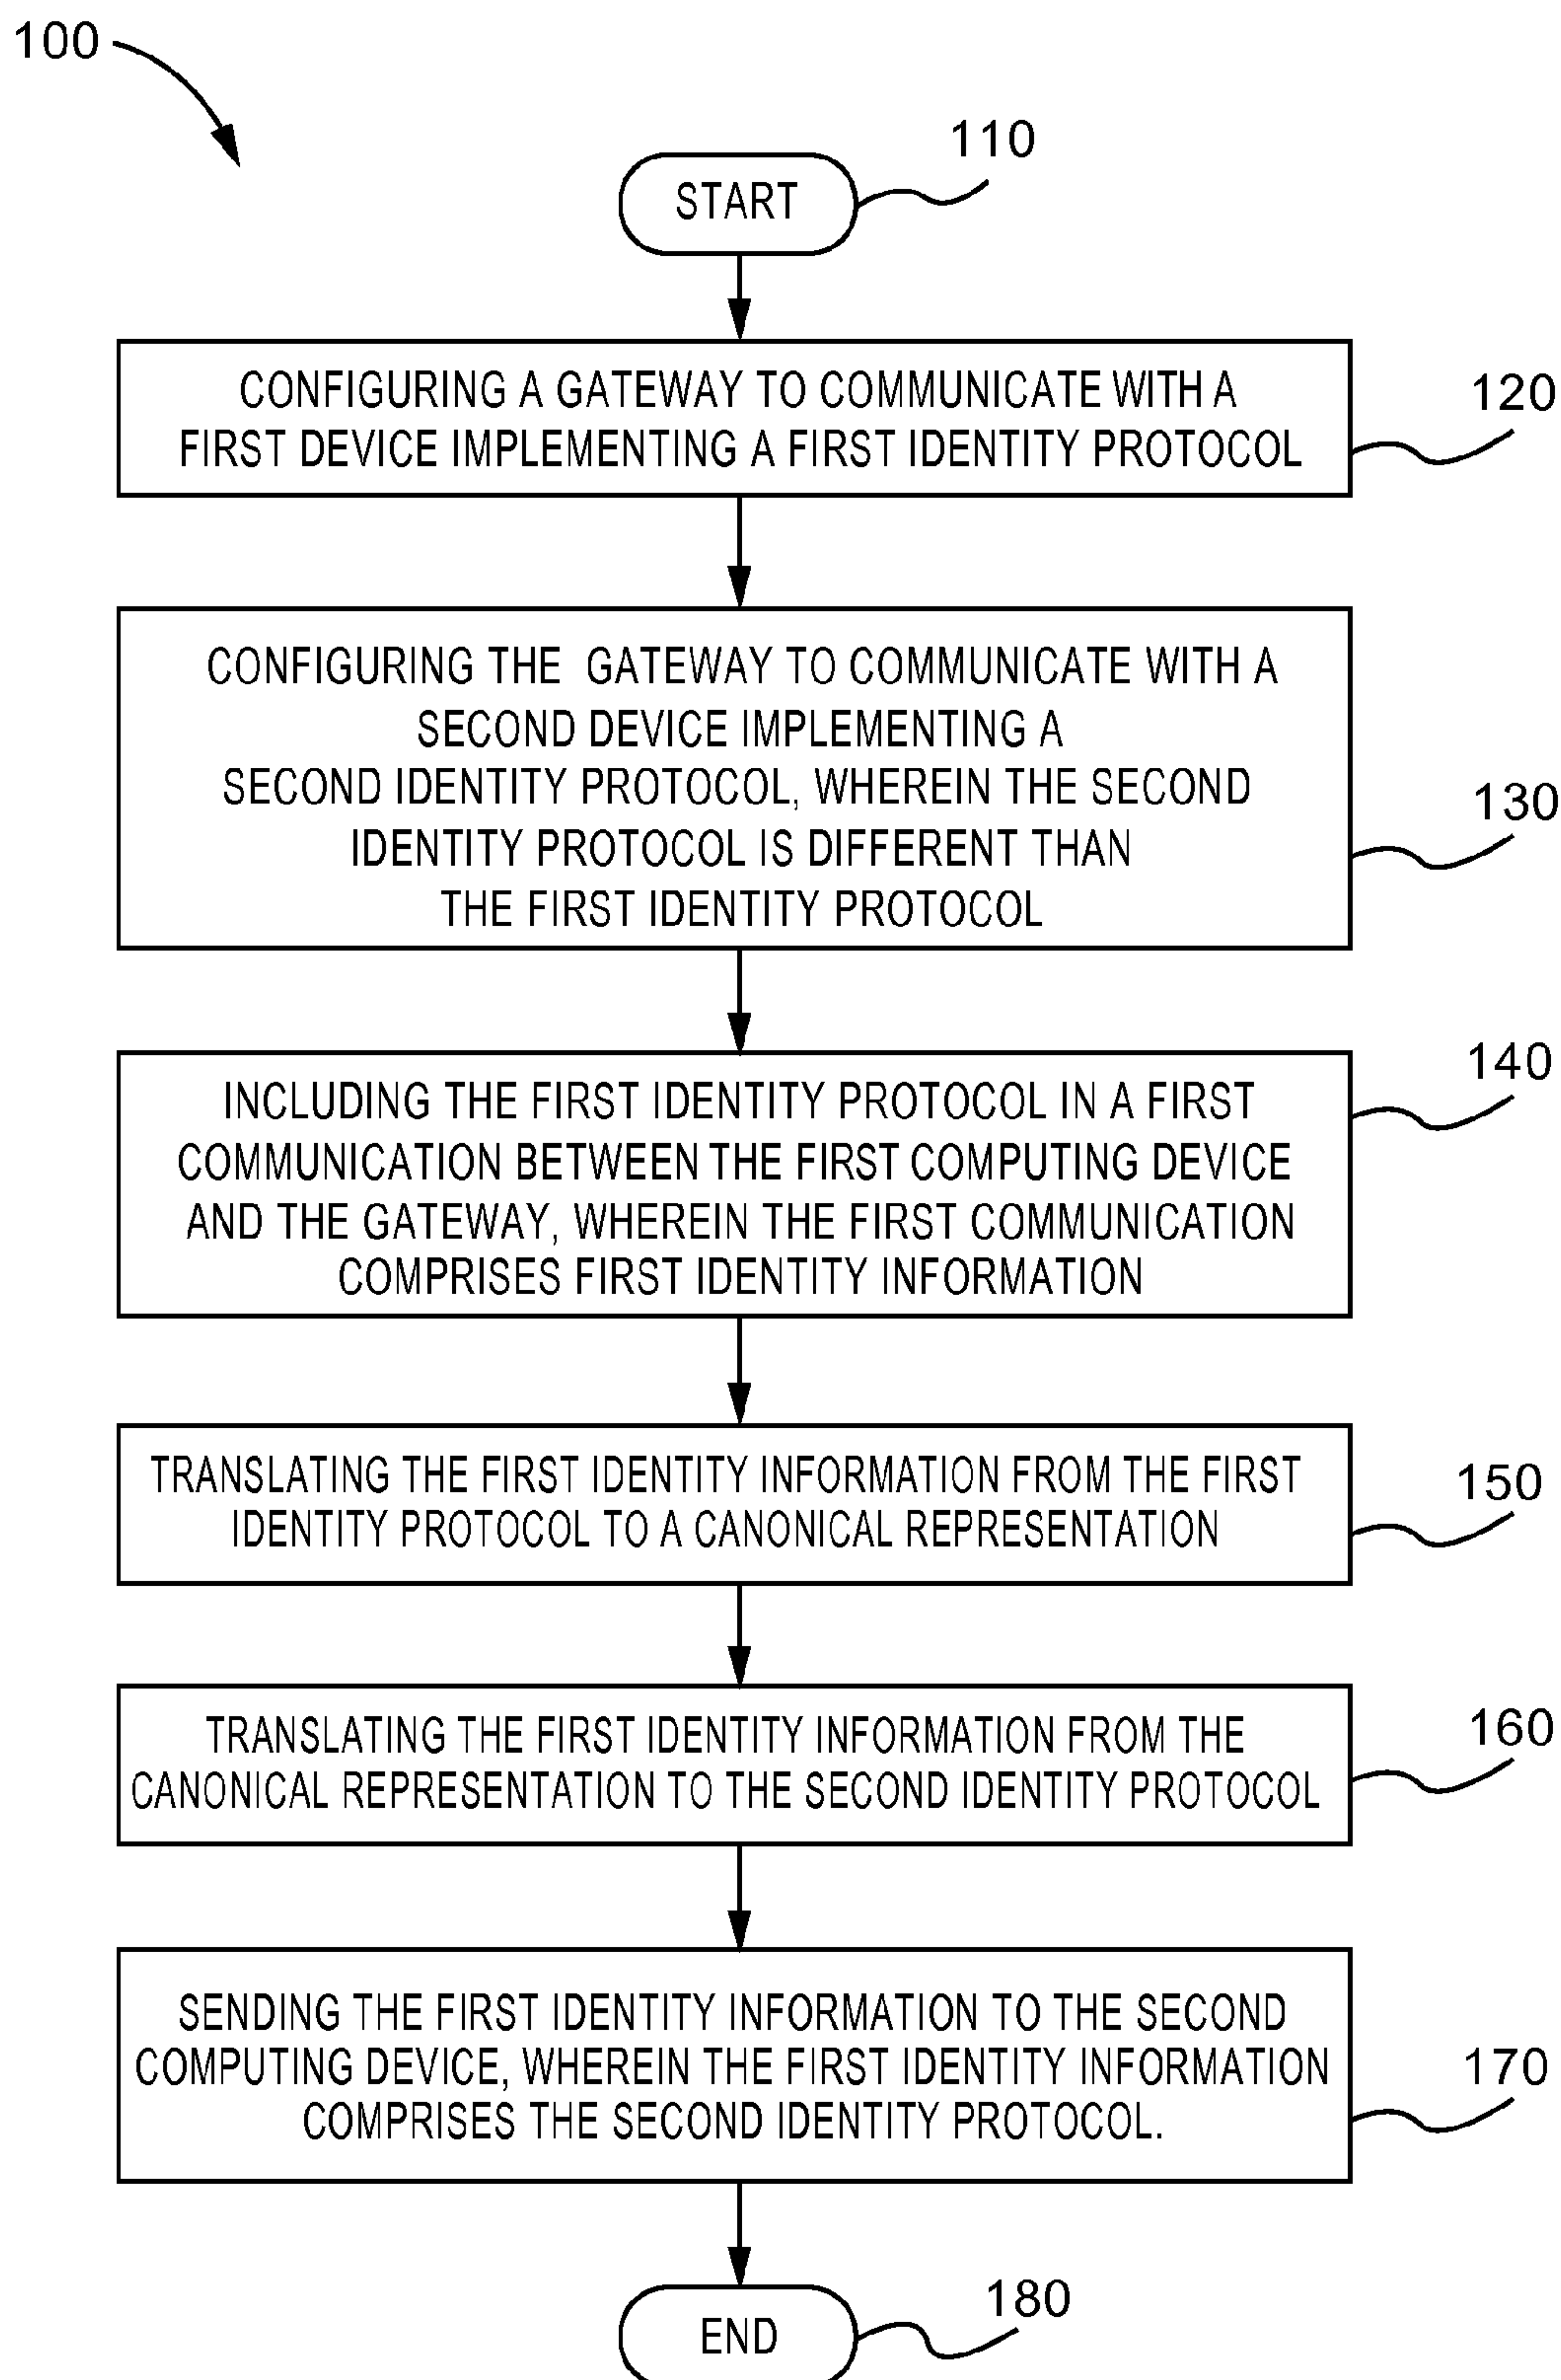 100
110
START
CONFIGURING A GATEWAY TO COMMUNICATE WITH A
FIRST DEVICE IMPLEMENTING A FIRST IDENTITY PROTOCOL
120
CONFIGURING THE GATEWAY TO COMMUNICATE WITH A
SECOND DEVICE IMPLEMENTING A
SECOND IDENTITY PROTOCOL, WHEREIN THE SECOND
IDENTITY PROTOCOL IS DIFFERENT THAN
THE FIRST IDENTITY PROTOCOL
130
INCLUDING THE FIRST IDENTITY PROTOCOL IN A FIRST
COMMUNICATION BETWEEN THE FIRST COMPUTING DEVICE
AND THE GATEWAY, WHEREIN THE FIRST COMMUNICATION
COMPRISES FIRST IDENTITY INFORMATION
140
TRANSLATING THE FIRST IDENTITY INFORMATION FROM THE FIRST
IDENTITY PROTOCOL TO A CANONICAL REPRESENTATION
150
TRANSLATING THE FIRST IDENTITY INFORMATION FROM THE
CANONICAL REPRESENTATION TO THE SECOND IDENTITY PROTOCOL
160
SENDING THE FIRST IDENTITY INFORMATION TO THE SECOND
COMPUTING DEVICE, WHEREIN THE FIRST IDENTITY INFORMATION
COMPRISES THE SECOND IDENTITY PROTOCOL.
170
END
180